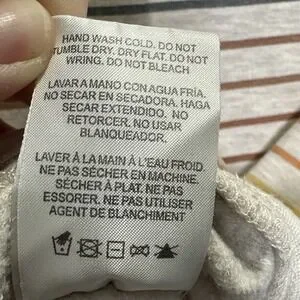 HAND WASH COLD. DO NOT
TUMBLE DRY. DRY FLAT. DO NOT
WRING. DO NOT BLEACH
LAVAR A MANO CON AGUA FRÍA.
NO SECAR EN SECADORA. HAGA
SECAR EXTENDIDO. NO
RETORCER. NO USAR
BLANQUEADOR.
LAVER À LA MAIN À L'EAU FROID.
NE PAS SÉCHER EN MACHINE.
SÉCHER À PLAT. NE PAS
ESSORER. NE PAS UTILISER
AGENT DE BLANCHIMENT